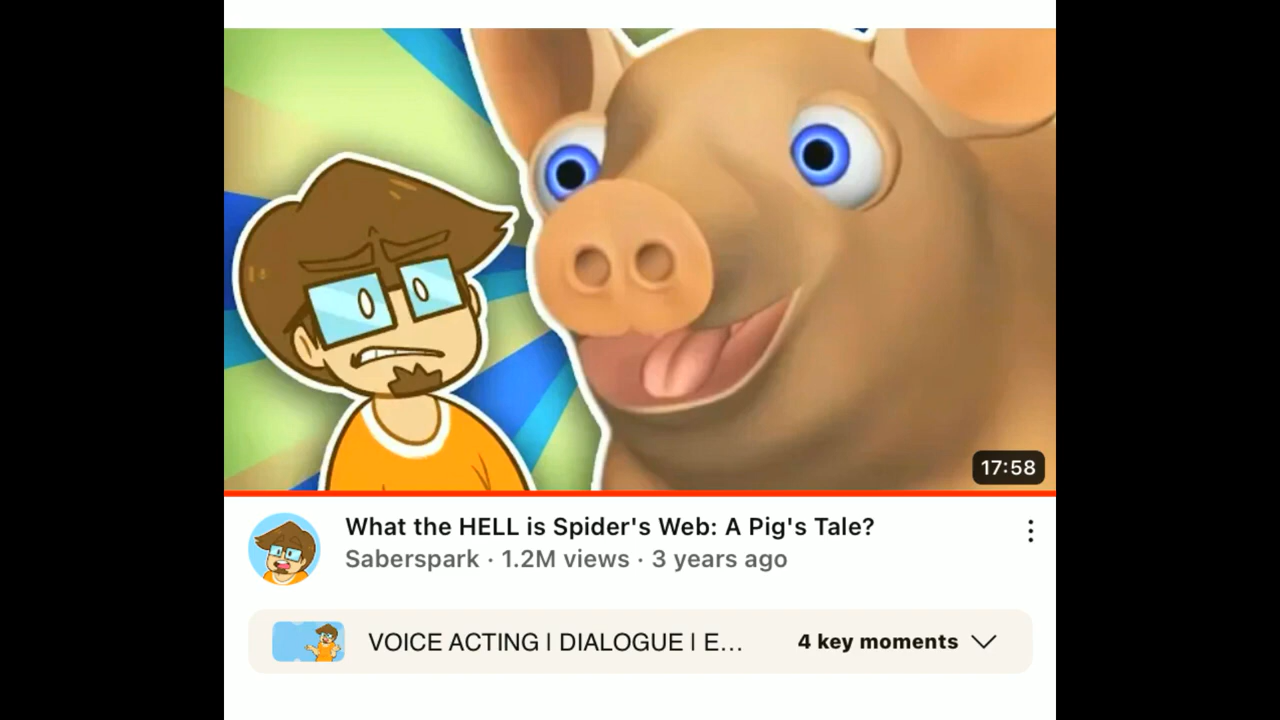 17:58
What the HELL is Spider's Web: A Pig's Tale?
Saberspark · 1.2M views · 3 years ago
VOICE ACTING | DIALOGUE | E... 4 key moments